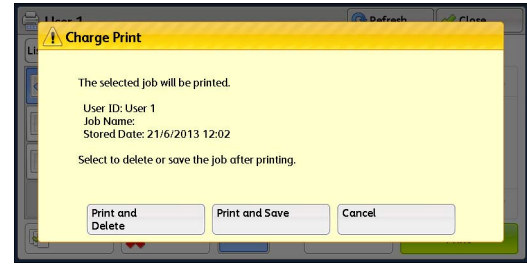 User 1
Refresh
Close
Charge Print
The selected job will be printed.
User ID: User 1
Job Name:
Stored Date: 21/6/2013 12:02
Select to delete or save the job after printing.
Print and
Delete
Print and Save
Cancel